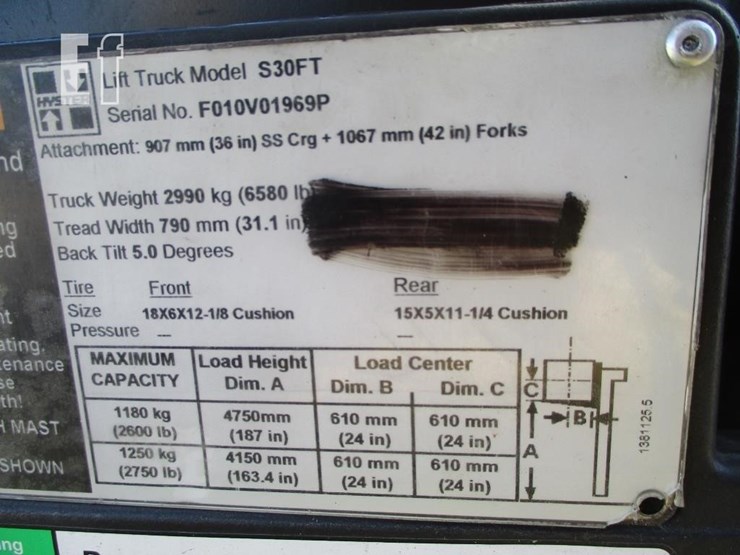 HYSTER
Lift Truck Model S30FT
Serial No. F010V01969P
Attachment: 907 mm (36 in) SS Crg + 1067 mm (42 in) Forks
Truck Weight 2990 kg (6580 lb
Tread Width 790 mm (31.1 in)
Back Tilt 5.0 Degrees
Tire Front Rear
Size 18X6X12-1/8 Cushion 15X5X11-1/4 Cushion
Pressure — —
MAXIMUM CAPACITY Load Height Dim. A Load Center Dim. B Dim. C
1180 kg (2600 lb) 4750mm (187 in) 610 mm (24 in) 610 mm (24 in)
1250 kg (2750 lb) 4150 mm (163.4 in) 610 mm (24 in) 610 mm (24 in)
C
B
A
1381125.5
nd
ng
ed
nt
ating,
tenance
se
th!
H MAST
SHOWN
ng